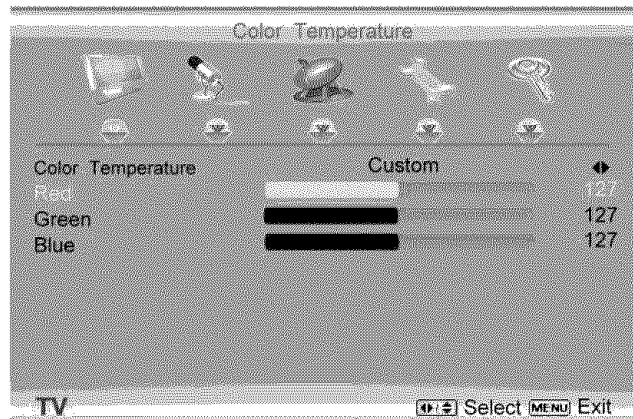 Color Temperature
Color Temperature Custom
Red 127
Green 127
Blue 127
TV Select MENU Exit